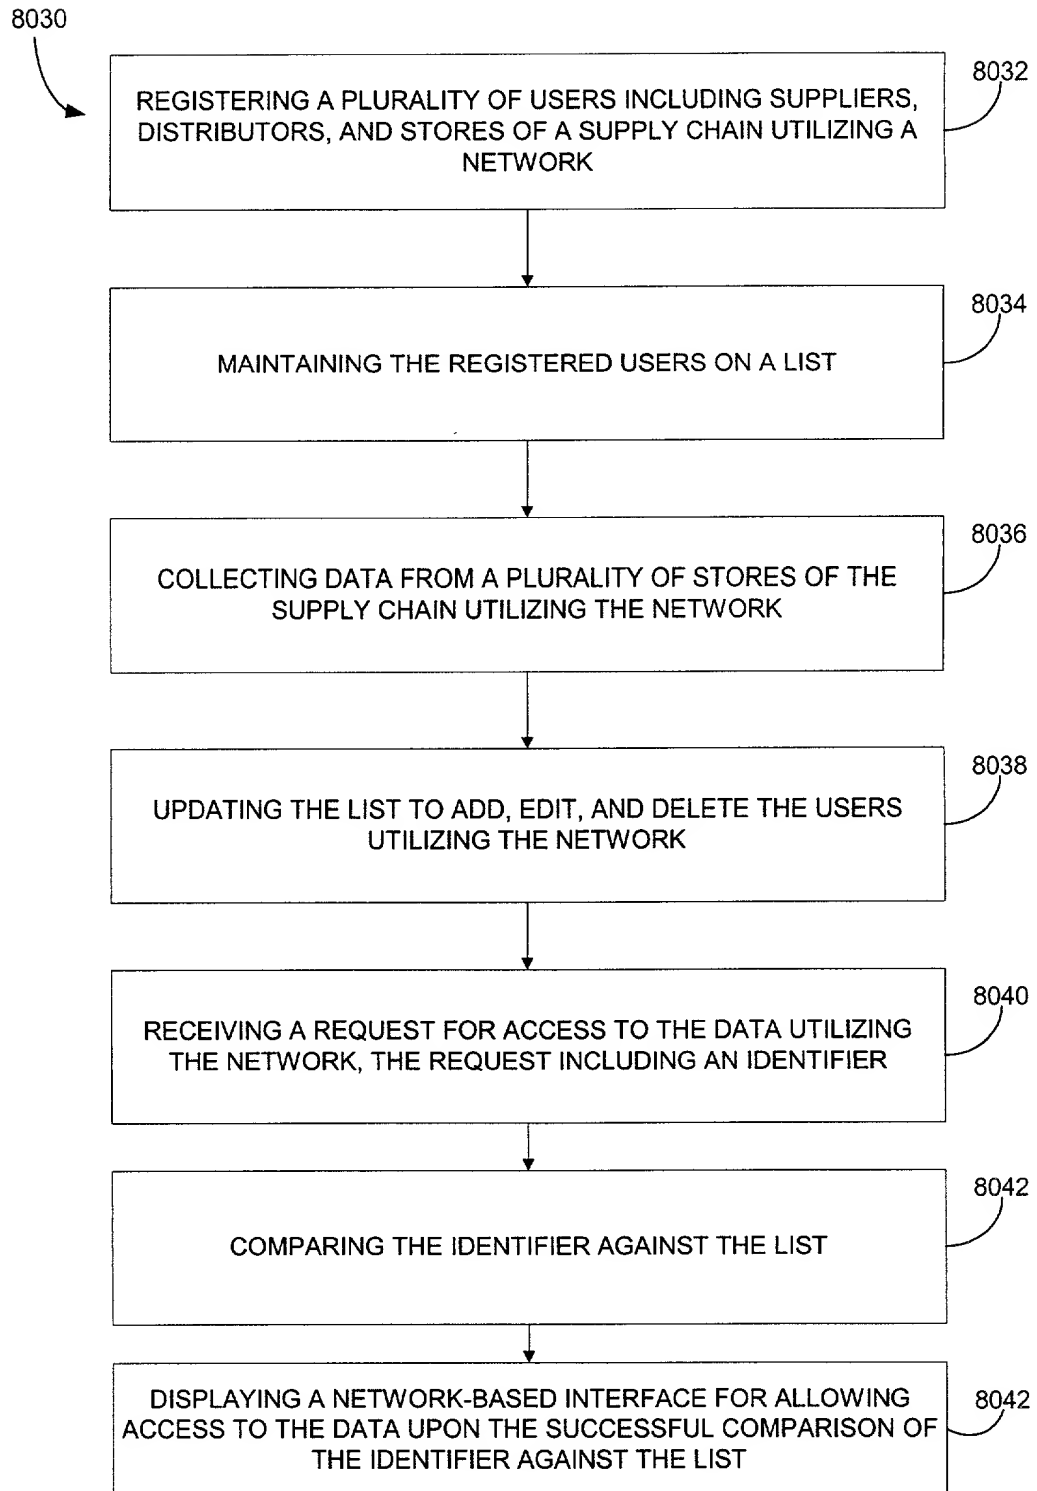 8030
8032
REGISTERING A PLURALITY OF USERS INCLUDING SUPPLIERS,
DISTRIBUTORS, AND STORES OF A SUPPLY CHAIN UTILIZING A
NETWORK
8034
MAINTAINING THE REGISTERED USERS ON A LIST
8036
COLLECTING DATA FROM A PLURALITY OF STORES OF THE
SUPPLY CHAIN UTILIZING THE NETWORK
8038
UPDATING THE LIST TO ADD, EDIT, AND DELETE THE USERS
UTILIZING THE NETWORK
8040
RECEIVING A REQUEST FOR ACCESS TO THE DATA UTILIZING
THE NETWORK, THE REQUEST INCLUDING AN IDENTIFIER
8042
COMPARING THE IDENTIFIER AGAINST THE LIST
8042
DISPLAYING A NETWORK-BASED INTERFACE FOR ALLOWING
ACCESS TO THE DATA UPON THE SUCCESSFUL COMPARISON OF
THE IDENTIFIER AGAINST THE LIST